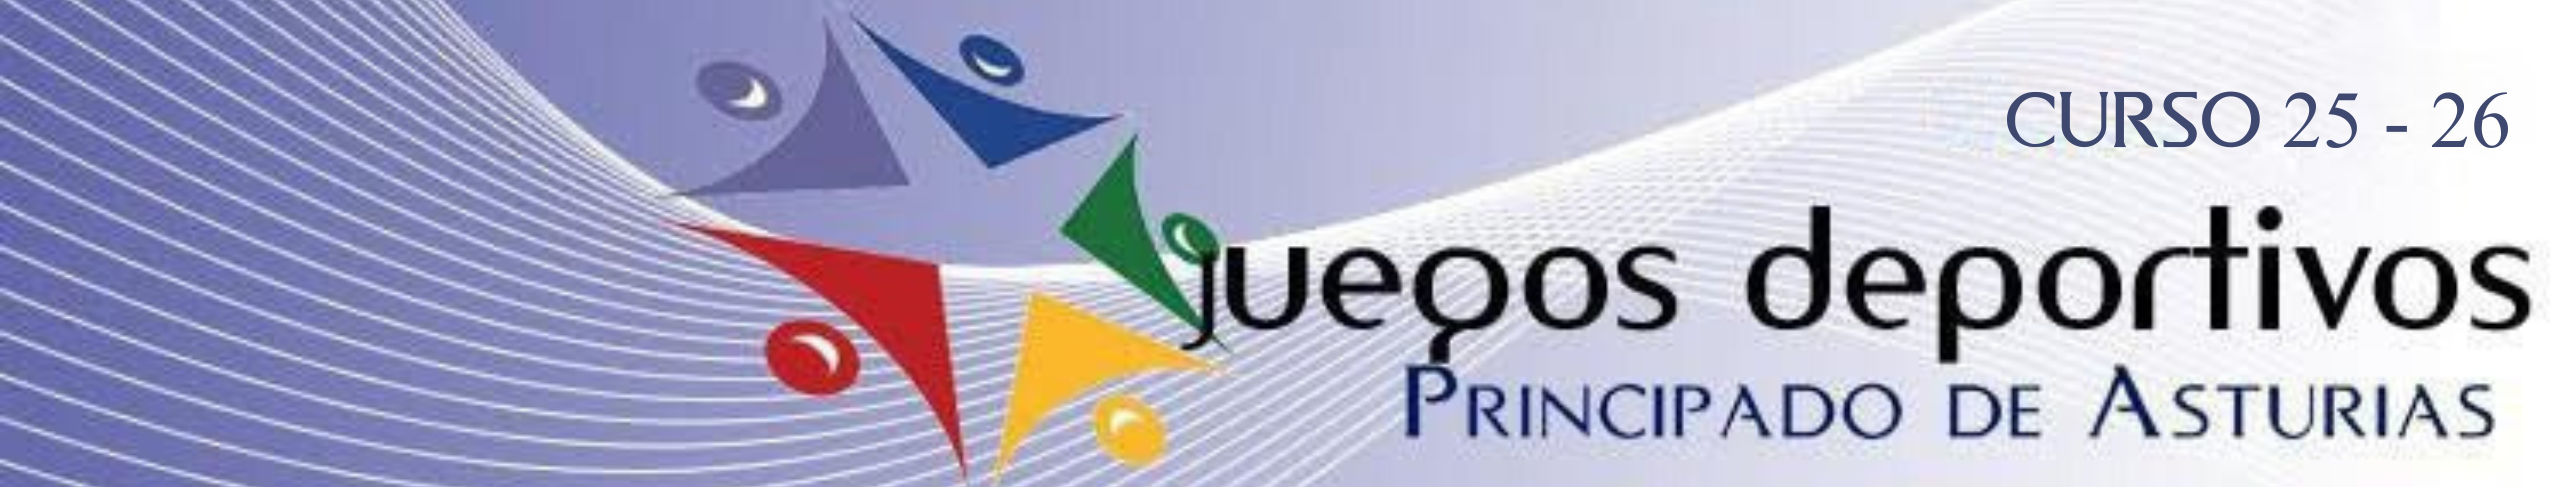 CURSO 25 - 26
juegos deportivos
PRINCIPADO DE ASTURIAS